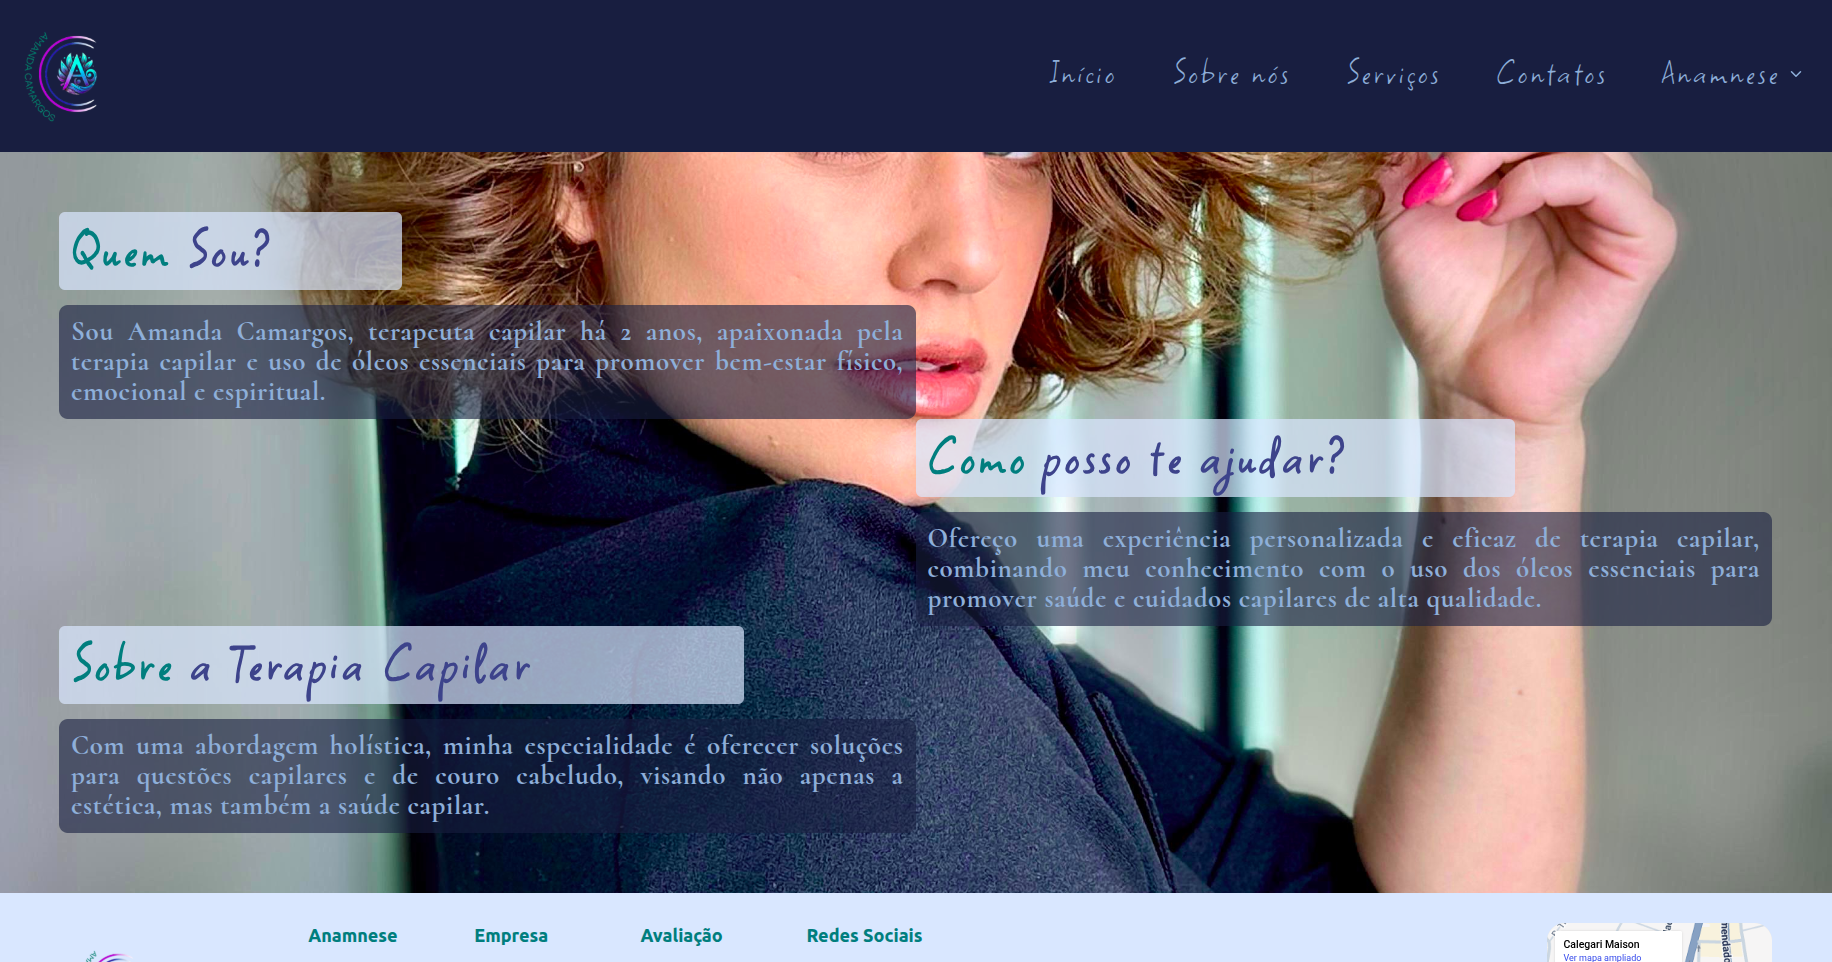 AMANDA CAMARGOS
Início Sobre nós Serviços Contatos Anamnese
Quem Sou?
Sou Amanda Camargos, terapeuta capilar há 2 anos, apaixonada pela
terapia capilar e uso de óleos essenciais para promover bem-estar físico,
emocional e espiritual.
Como posso te ajudar?
Ofereço uma experiência personalizada e eficaz de terapia capilar,
combinando meu conhecimento com o uso dos óleos essenciais para
promover saúde e cuidados capilares de alta qualidade.
Sobre a Terapia Capilar
Com uma abordagem holística, minha especialidade é oferecer soluções
para questões capilares e de couro cabeludo, visando não apenas a
estética, mas também a saúde capilar.
Anamnese Empresa Avaliação Redes Sociais
Calegari Maison
Ver mapa ampliado